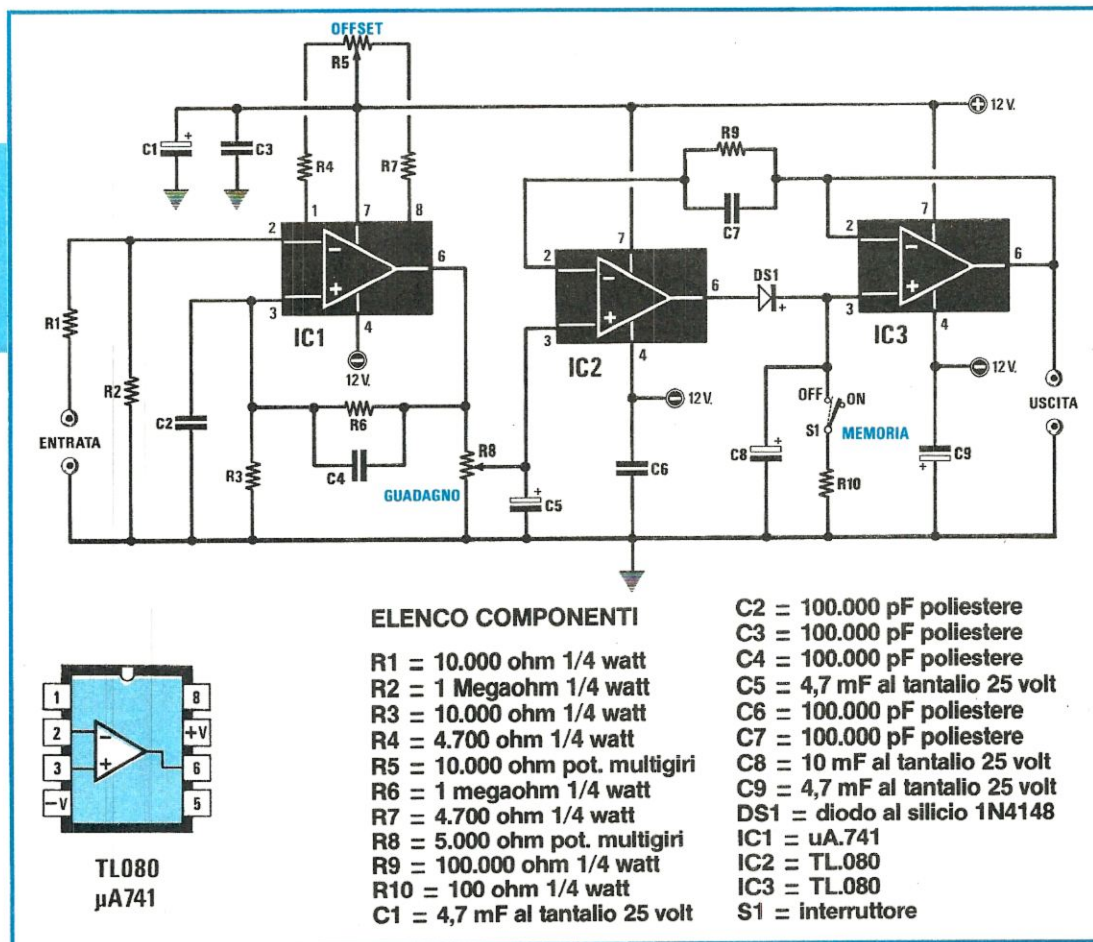 OFFSET
R5
12 V.
C1
+
C3
R4
R7
R9
C7
1
7
8
2
6
3
4
IC1
12 V.
R1
R2
ENTRATA
C2
R3
R6
C4
R8
GUADAGNO
C5
+
2
7
6
3
4
IC2
12 V.
C6
DS1
+
2
7
6
3
4
IC3
12 V.
OFF
ON
S1
MEMORIA
C8
+
R10
C9
+
USCITA
1
2
3
-V
8
+V
6
5
TL080
µA741
ELENCO COMPONENTI
R1 = 10.000 ohm 1/4 watt
R2 = 1 Megaohm 1/4 watt
R3 = 10.000 ohm 1/4 watt
R4 = 4.700 ohm 1/4 watt
R5 = 10.000 ohm pot. multigiri
R6 = 1 megaohm 1/4 watt
R7 = 4.700 ohm 1/4 watt
R8 = 5.000 ohm pot. multigiri
R9 = 100.000 ohm 1/4 watt
R10 = 100 ohm 1/4 watt
C1 = 4,7 mF al tantalio 25 volt
C2 = 100.000 pF poliestere
C3 = 100.000 pF poliestere
C4 = 100.000 pF poliestere
C5 = 4,7 mF al tantalio 25 volt
C6 = 100.000 pF poliestere
C7 = 100.000 pF poliestere
C8 = 10 mF al tantalio 25 volt
C9 = 4,7 mF al tantalio 25 volt
DS1 = diodo al silicio 1N4148
IC1 = uA.741
IC2 = TL.080
IC3 = TL.080
S1 = interruttore